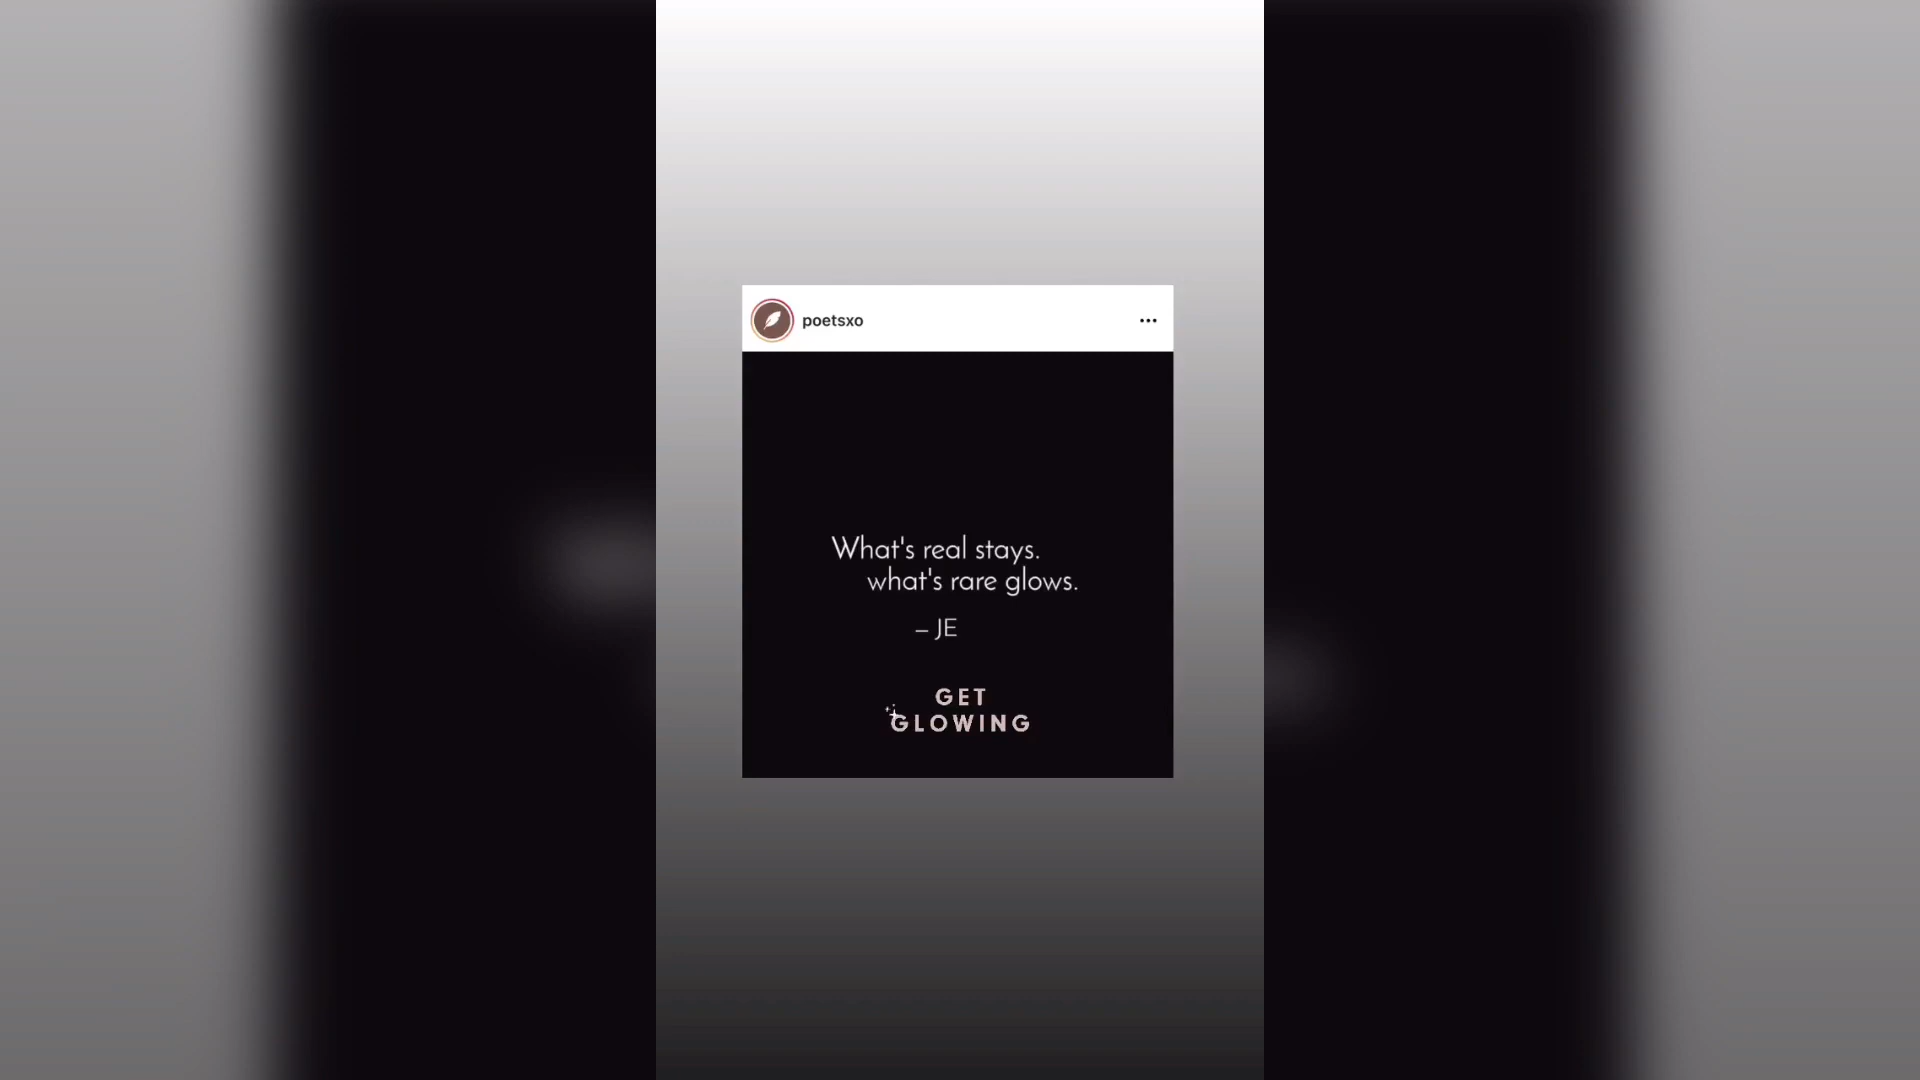 poetsxo
What's real stays.
what's rare glows.
– JE
GET
GLOWING